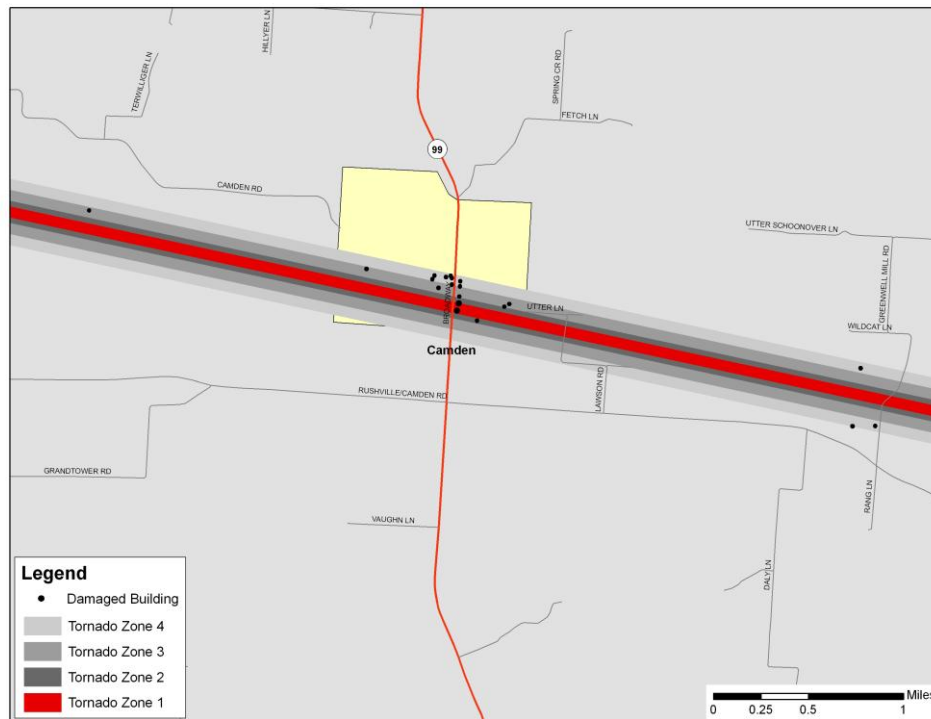 HILLYER LN
TERWILLIGER LN
SPRING CR RD
FETCH LN
99
CAMDEN RD
UTTER SCHOONOVER LN
GREENWELL MILL RD
UTTER LN
WILDCAT LN
Camden
LAWSON RD
RUSHVILLE/CAMDEN RD
GRANDTOWER RD
RANG LN
VAUGHN LN
DALY LN
Legend
Damaged Building
Tornado Zone 4
Tornado Zone 3
Tornado Zone 2
Tornado Zone 1
Miles
0 0.25 0.5 1